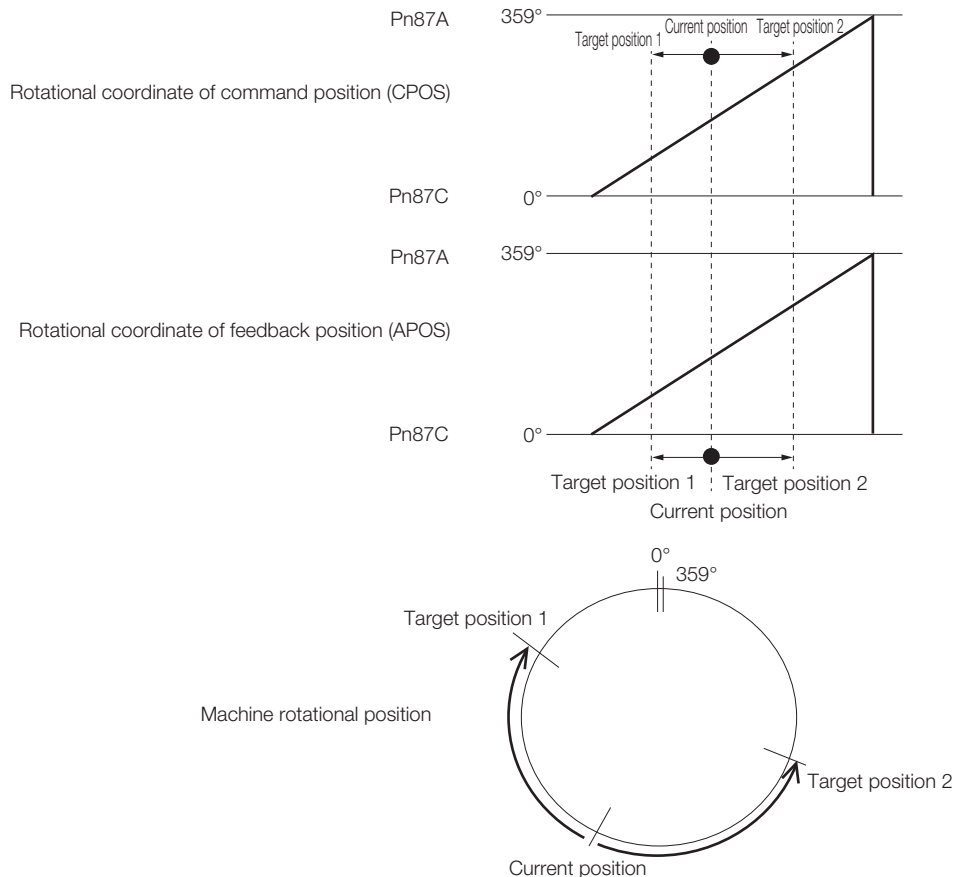 Pn87A
359°
Target position 1
Current position
Target position 2
Rotational coordinate of command position (CPOS)
Pn87C
0°
Pn87A
359°
Rotational coordinate of feedback position (APOS)
Pn87C
0°
Target position 1
Target position 2
Current position
0°
359°
Target position 1
Machine rotational position
Target position 2
Current position